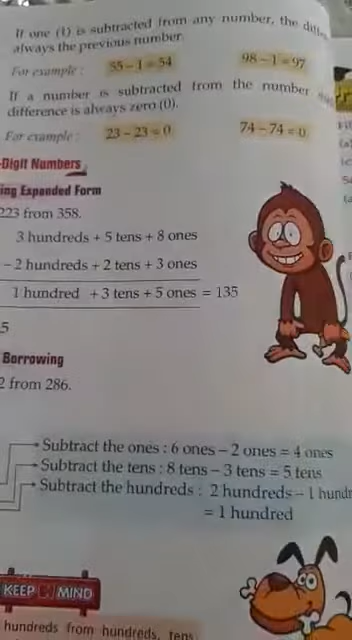 If one (1) is subtracted from any number, the
always the previous number.
For example : 55 – 1 = 54 98 – 1 = 97
If a number is subtracted from the number
difference is always zero (0).
For example : 23 – 23 = 0 74 – 74 = 0
-Digit Numbers
ing Expanded Form
223 from 358.
3 hundreds + 5 tens + 8 ones
– 2 hundreds + 2 tens + 3 ones
1 hundred + 3 tens + 5 ones = 135
5
Borrowing
2 from 286.
Subtract the ones : 6 ones – 2 ones = 4 ones
Subtract the tens : 8 tens – 3 tens = 5 tens
Subtract the hundreds : 2 hundreds – 1 hundr
= 1 hundred
KEEP IN MIND
hundreds from hundreds, tens